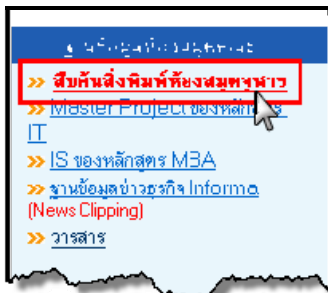 » สืบค้นสิ่งพิมพ์ห้องสมุดจุฬาฯ
» Master Project ของหลัก
IT
» IS ของหลักสูตร MBA
» ฐานข้อมูลข่าวธุรกิจ Informa
(News Clipping)
» วารสาร